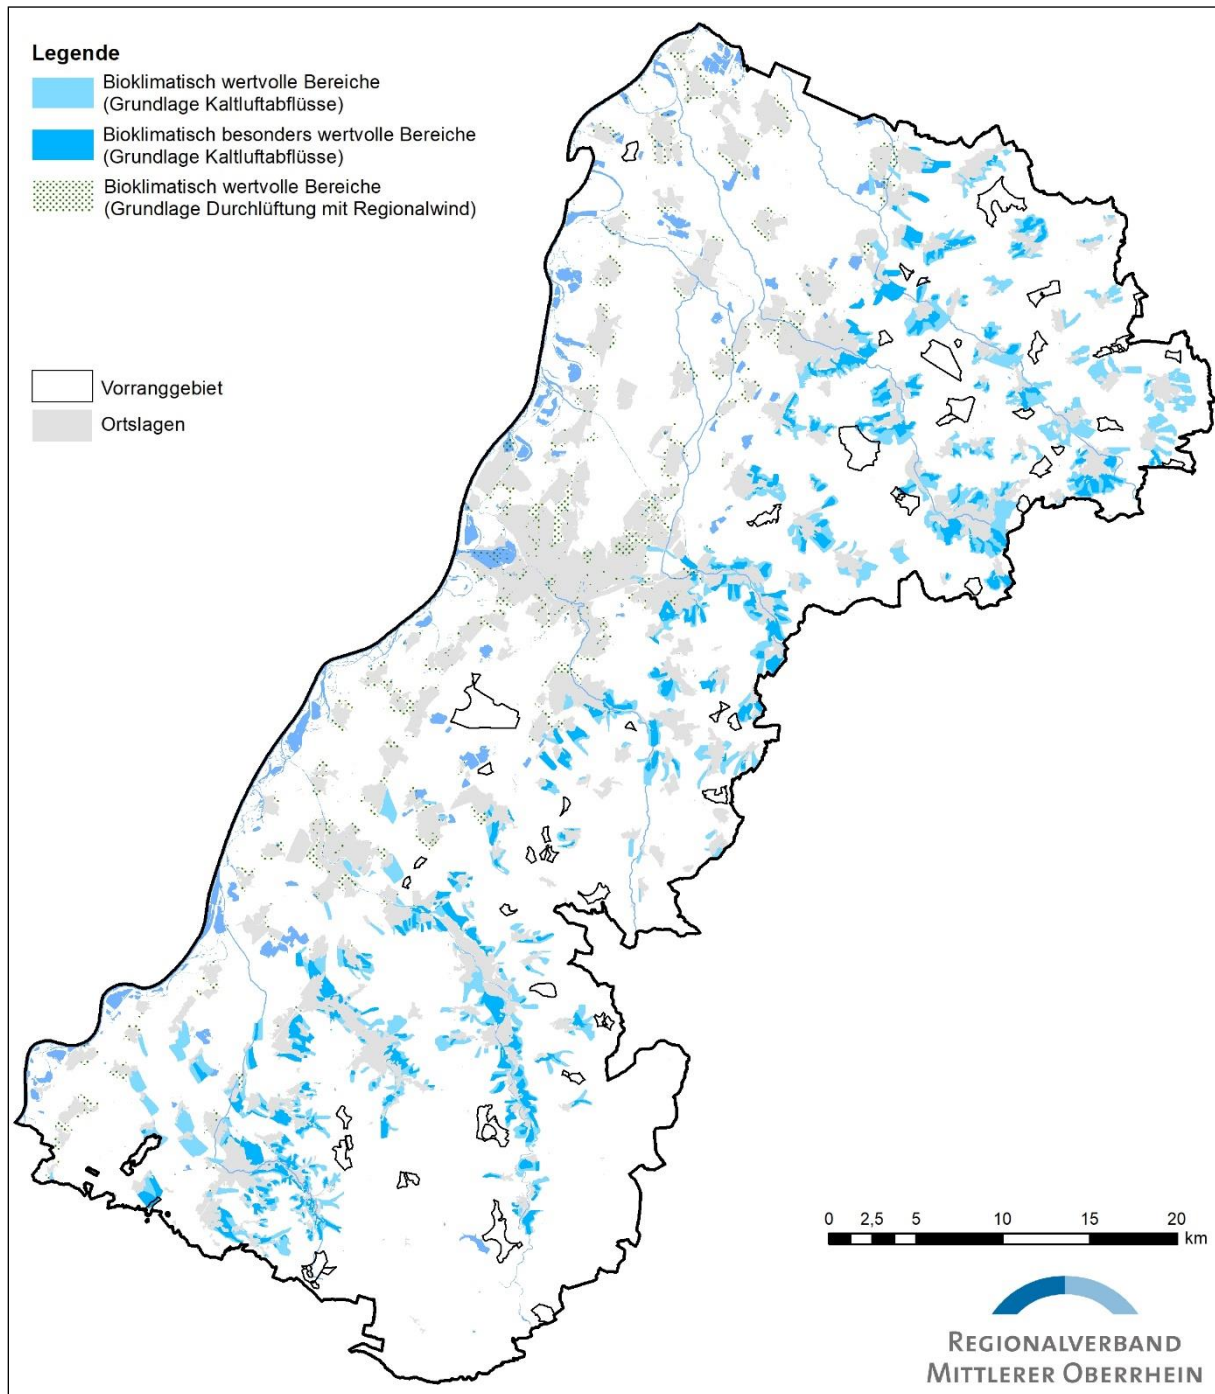 Legende
Bioklimatisch wertvolle Bereiche
(Grundlage Kaltluftabflüsse)
Bioklimatisch besonders wertvolle Bereiche
(Grundlage Kaltluftabflüsse)
Bioklimatisch wertvolle Bereiche
(Grundlage Durchlüftung mit Regionalwind)
Vorranggebiet
Ortslagen
0 2,5 5 10 15 20
km
REGIONALVERBAND
MITTLERER OBERRHEIN